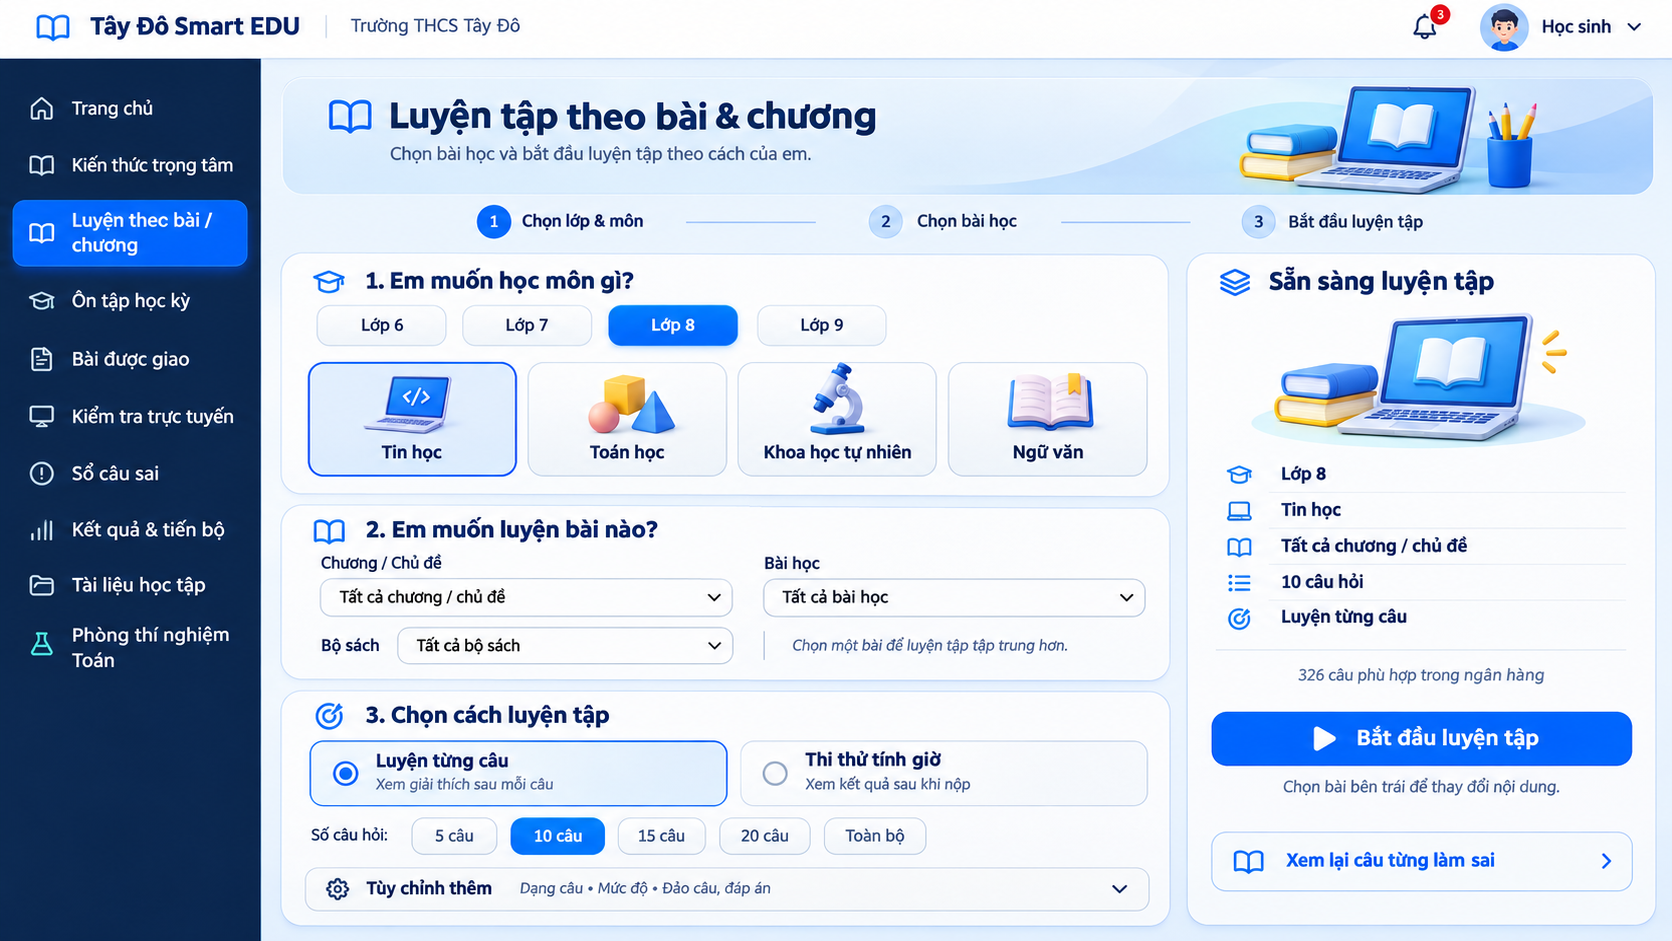 Tây Đô Smart EDU
Trường THCS Tây Đô
3
Học sinh
Trang chủ
Kiến thức trọng tâm
Luyện thec bài /
chương
Ôn tập học kỳ
Bài được giao
Kiểm tra trực tuyến
Sổ câu sai
Kết quả & tiến bộ
Tài liệu học tập
Phòng thí nghiệm
Toán
Luyện tập theo bài & chương
Chọn bài học và bắt đầu luyện tập theo cách của em.
1 Chọn lớp & môn
2 Chọn bài học
3 Bắt đầu luyện tập
1. Em muốn học môn gì?
Lớp 6
Lớp 7
Lớp 8
Lớp 9
</>
Tin học
Toán học
Khoa học tự nhiên
Ngữ văn
2. Em muốn luyện bài nào?
Chương / Chủ đề
Tất cả chương / chủ đề
Bài học
Tất cả bài học
Bộ sách
Tất cả bộ sách
Chọn một bài để luyện tập tập trung hơn.
3. Chọn cách luyện tập
Luyện từng câu
Xem giải thích sau mỗi câu
Thi thử tính giờ
Xem kết quả sau khi nộp
Số câu hỏi:
5 câu
10 câu
15 câu
20 câu
Toàn bộ
Tùy chỉnh thêm
Dạng câu • Mức độ • Đảo câu, đáp án
Sẵn sàng luyện tập
Lớp 8
Tin học
Tất cả chương / chủ đề
10 câu hỏi
Luyện từng câu
326 câu phù hợp trong ngân hàng
Bắt đầu luyện tập
Chọn bài bên trái để thay đổi nội dung.
Xem lại câu từng làm sai